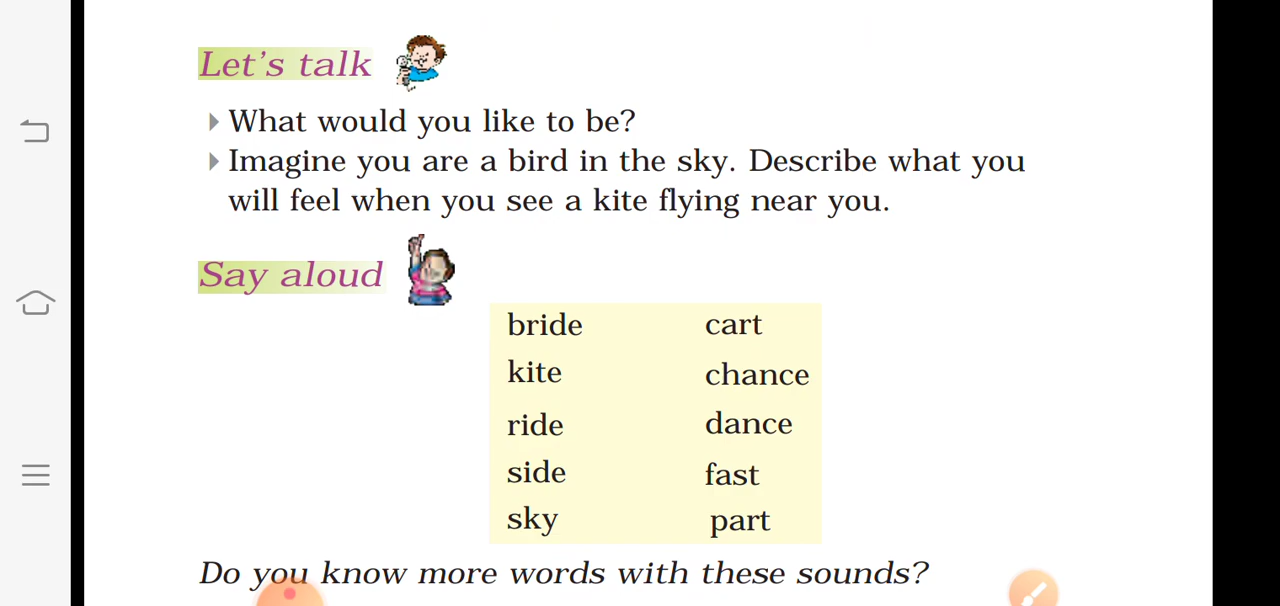 Let's talk
What would you like to be?
Imagine you are a bird in the sky. Describe what you
will feel when you see a kite flying near you.
Say aloud
bride cart
kite chance
ride dance
side fast
sky part
Do you know more words with these sounds?